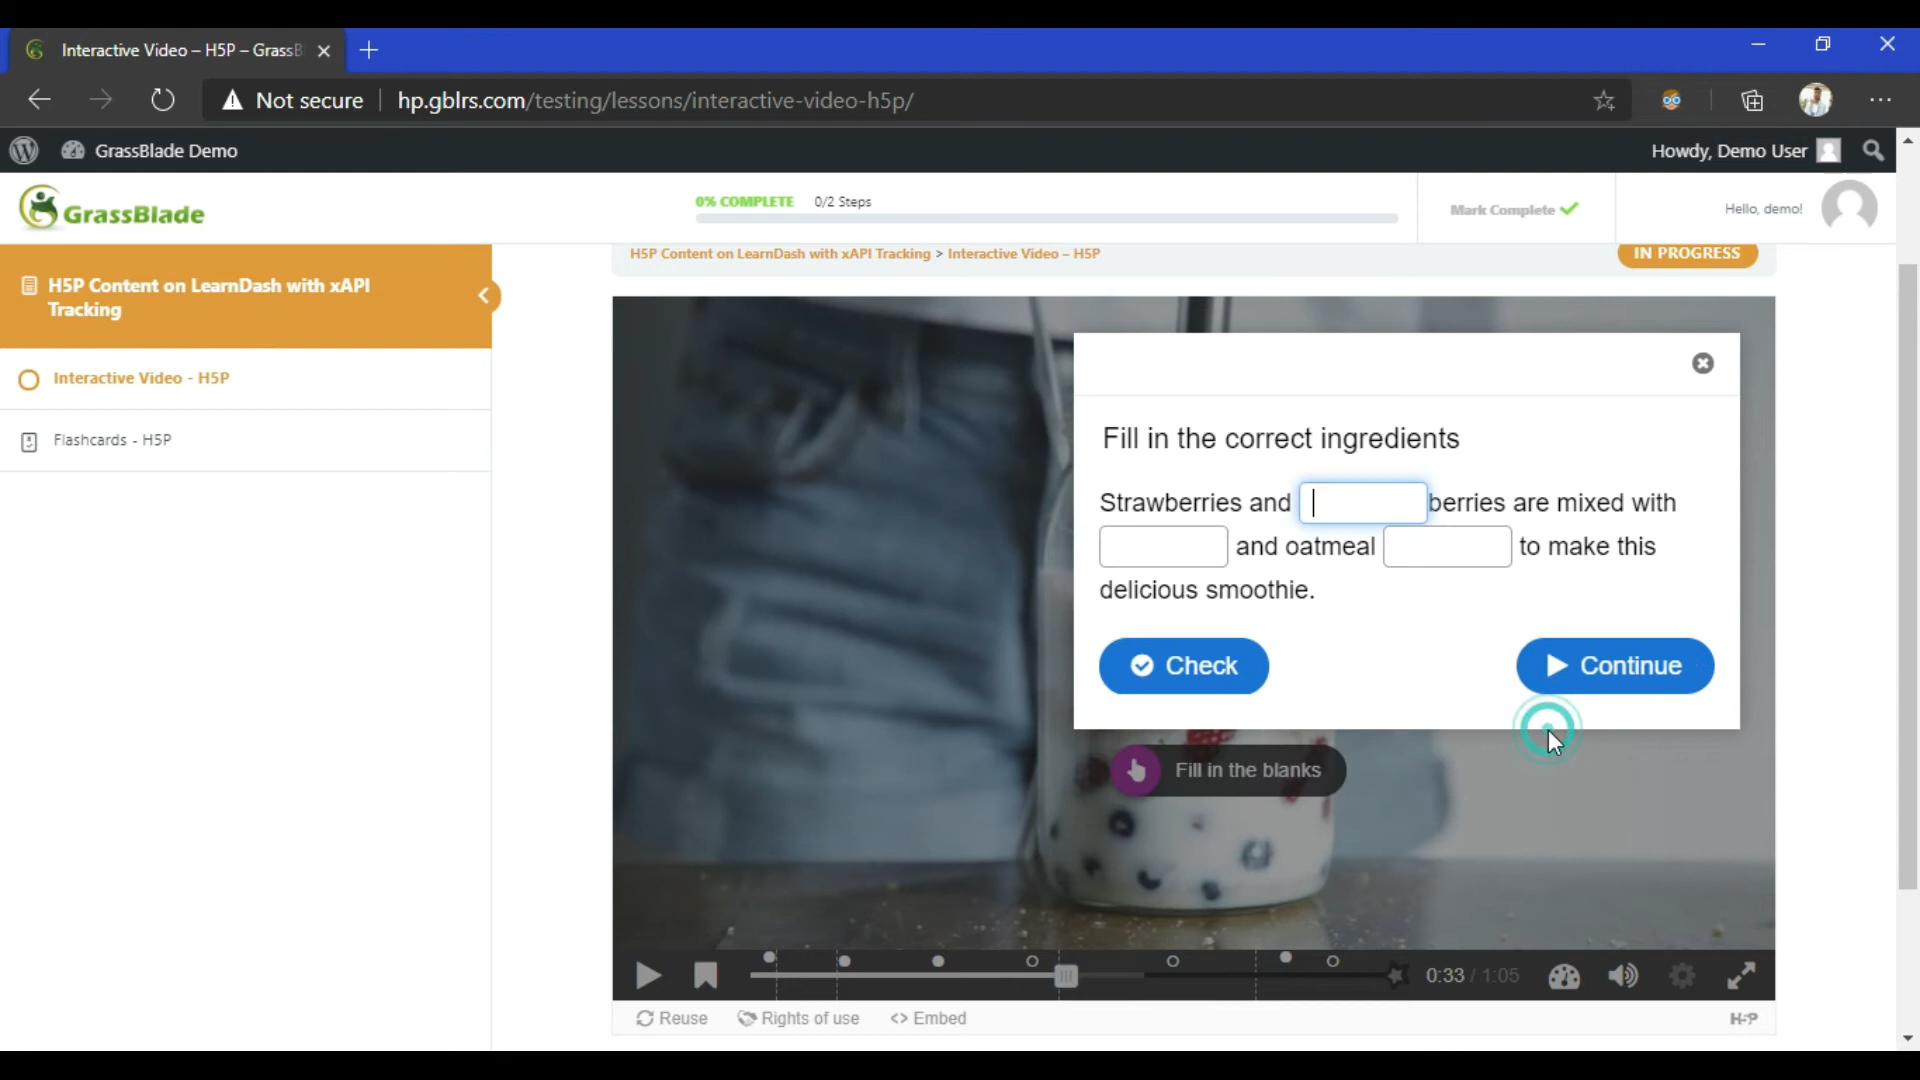 Interactive Video – H5P – GrassB
Not secure
hp.gblrs.com/testing/lessons/interactive-video-h5p/
GrassBlade Demo
Howdy, Demo User
GrassBlade
0% COMPLETE 0/2 Steps
Mark Complete
Hello, demo!
H5P Content on LearnDash with xAPI
Tracking
H5P Content on LearnDash with xAPI Tracking > Interactive Video – H5P
IN PROGRESS
Interactive Video - H5P
Flashcards - H5P
Fill in the correct ingredients
Strawberries and berries are mixed with
and oatmeal to make this
delicious smoothie.
Check
Continue
Fill in the blanks
0:33 / 1:05
Reuse
Rights of use
<> Embed
H5P